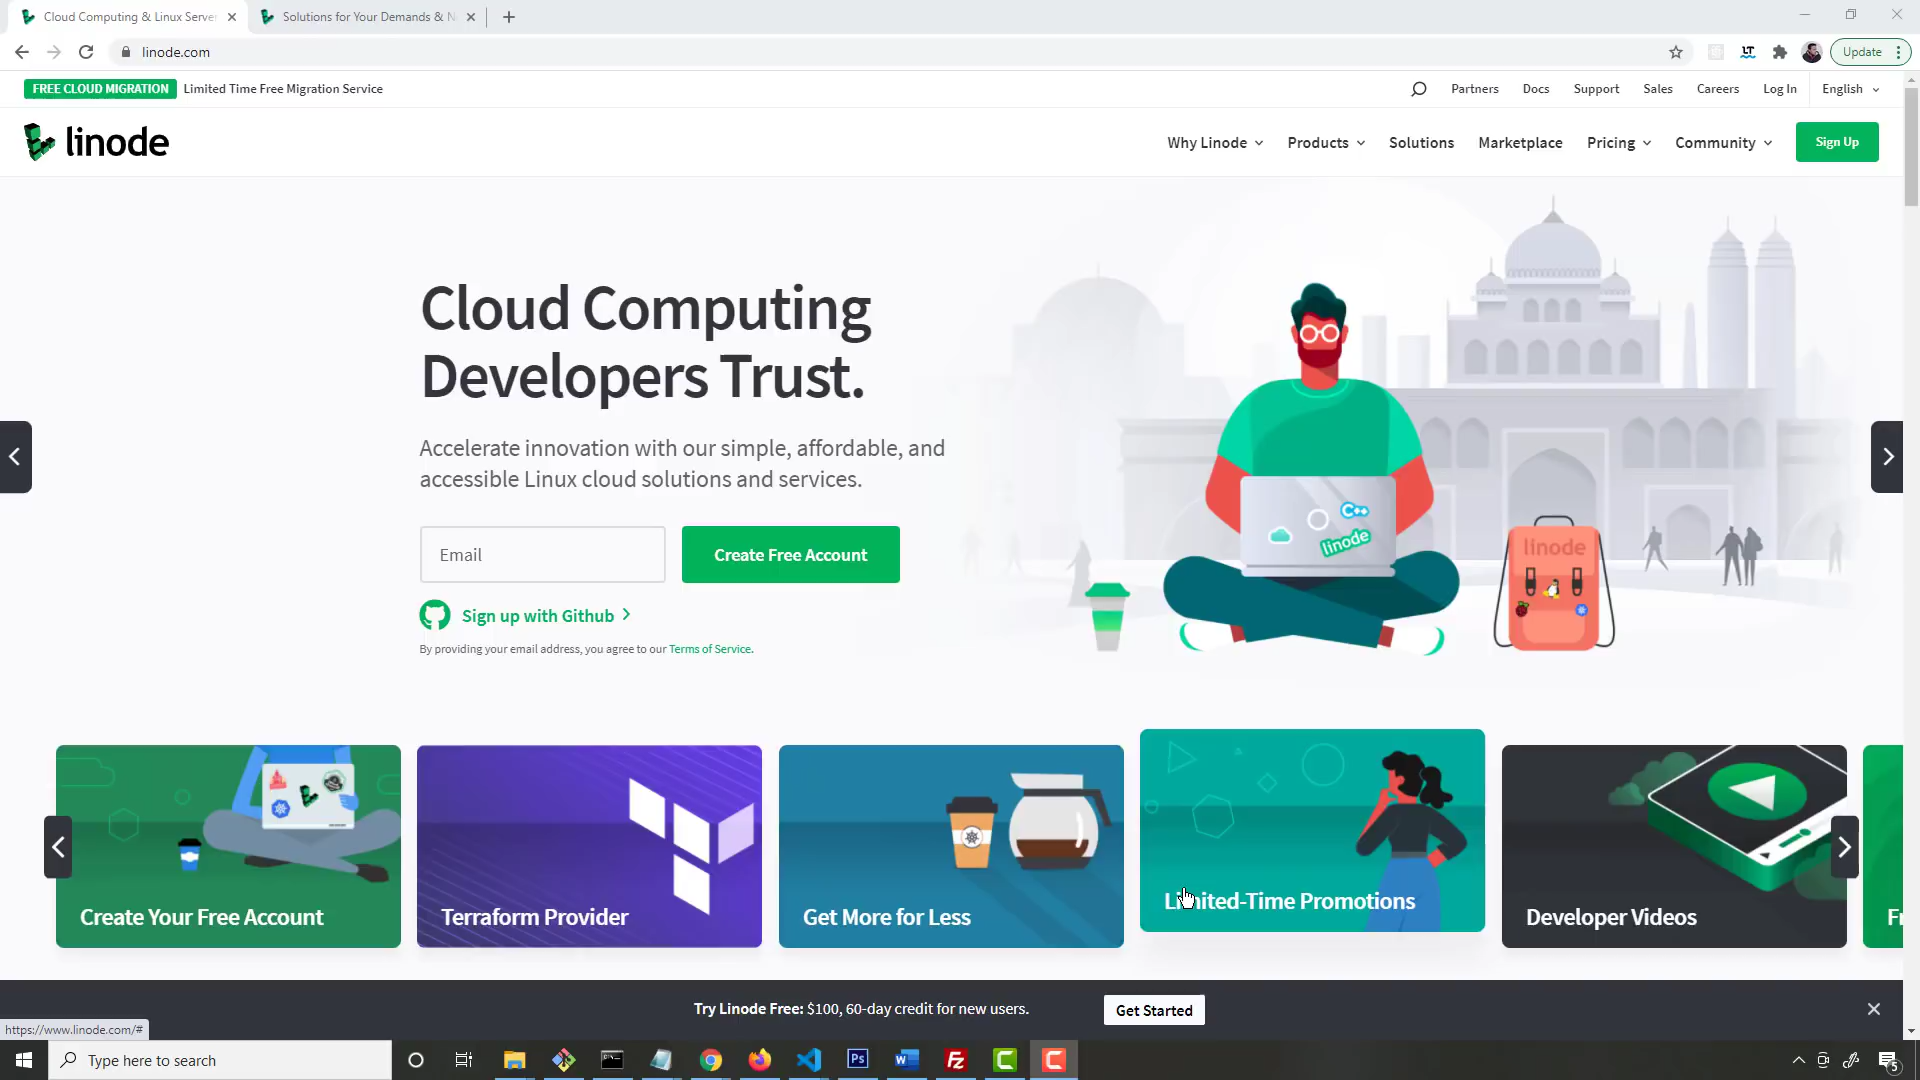 Cloud Computing & Linux Server
Solutions for Your Demands & N
linode.com
Update
FREE CLOUD MIGRATION Limited Time Free Migration Service
Partners Docs Support Sales Careers Log In English
linode
Why Linode Products Solutions Marketplace Pricing Community Sign Up
Cloud Computing
Developers Trust.
Accelerate innovation with our simple, affordable, and
accessible Linux cloud solutions and services.
Email
Create Free Account
Sign up with Github
By providing your email address, you agree to our Terms of Service.
C++
linode
linode
Create Your Free Account
Terraform Provider
Get More for Less
Limited-Time Promotions
Developer Videos
Try Linode Free: $100, 60-day credit for new users.
Get Started
https://www.linode.com/#
Type here to search
Ps
W
Fz
C
C
5